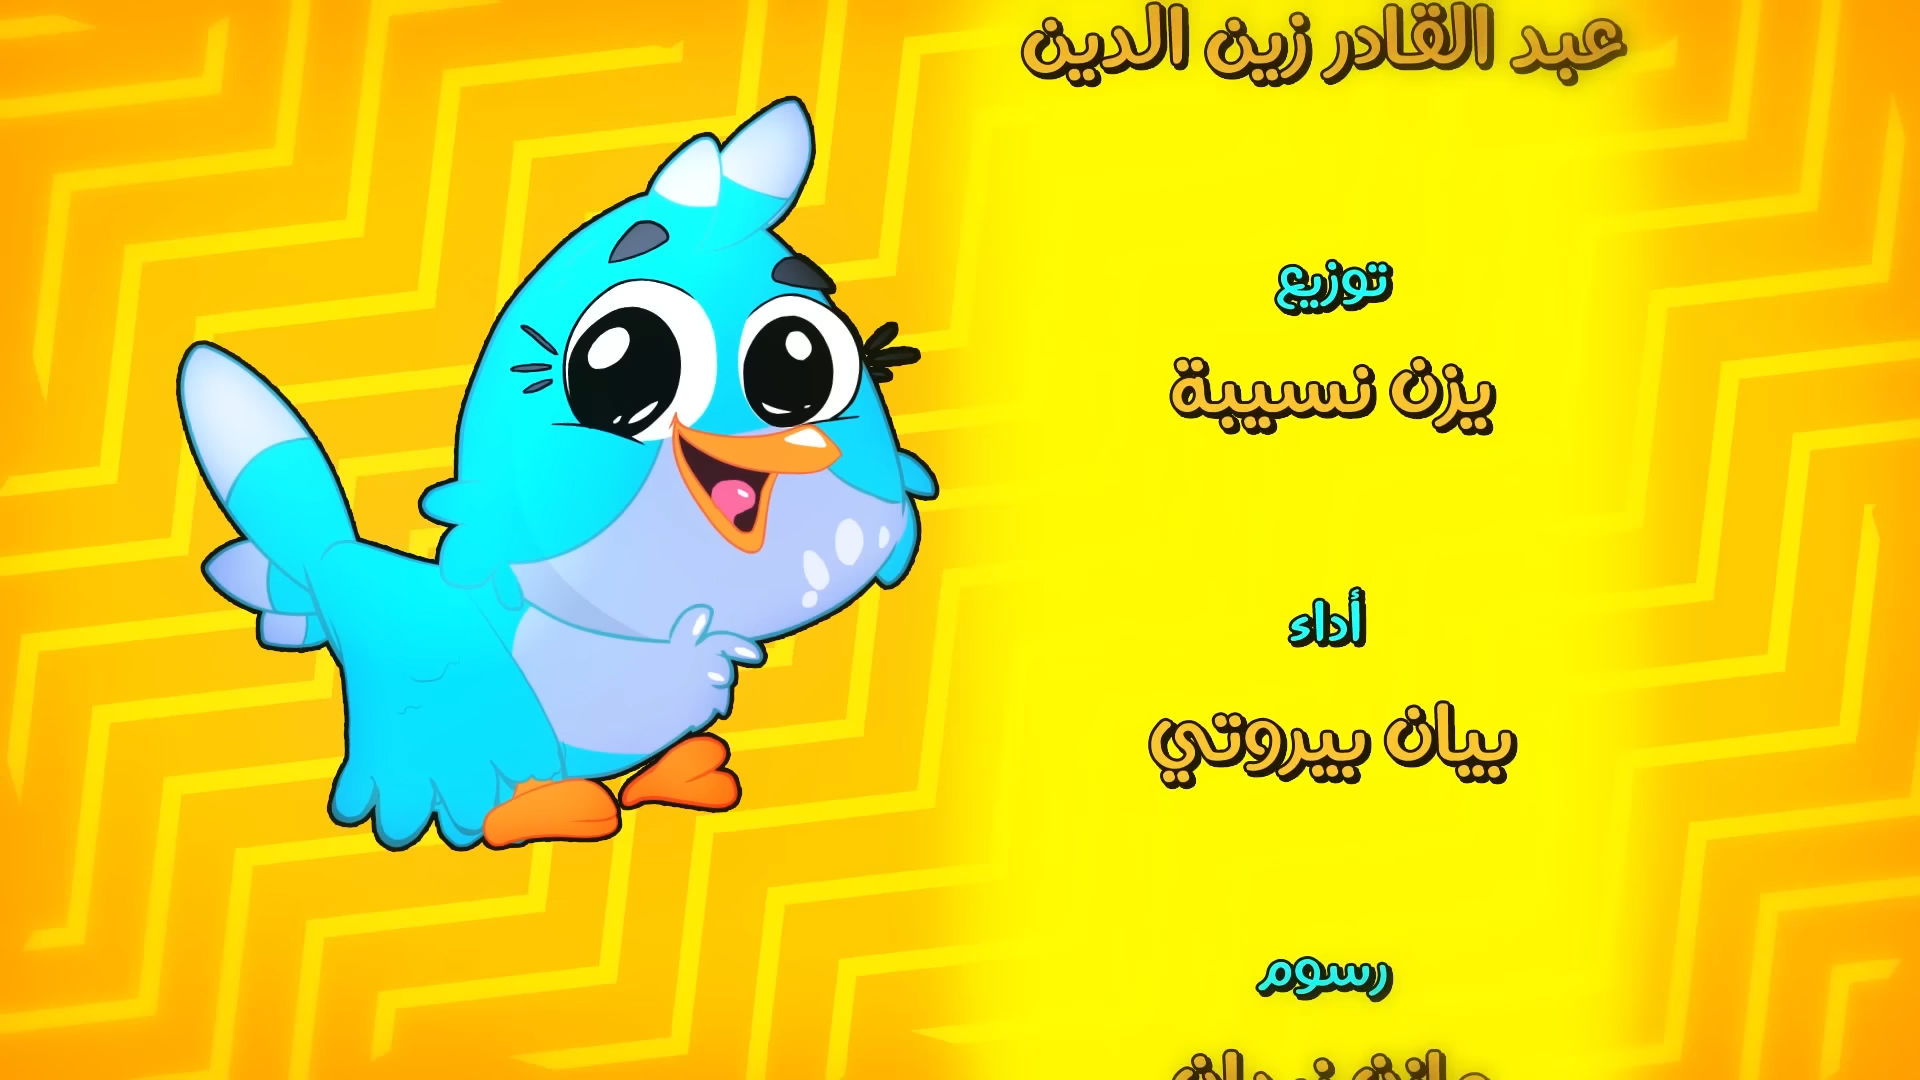 عبد القادر زين الدين
توزيع
يزن نسيبة
أداء
بيان بيروتي
رسوم